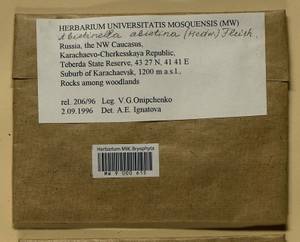 HERBARIUM UNIVERSITATIS MOSQUENSIS (MW)
Abietinella abietina (Hedw.) Fleisch.
Russia, the NW Caucasus,
Karachaevo-Cherkesskaya Republic,
Teberda State Reserve, 43 27 N, 41 41 E
Suburb of Karachaevsk, 1200 m a.s.l.,
Rocks among woodlands
rel. 206/96 Leg. V.G.Onipchenko
2.09.1996 Det. A.E. Ignatova
Herbarium MW, Bryophyta
MW 9 000 610